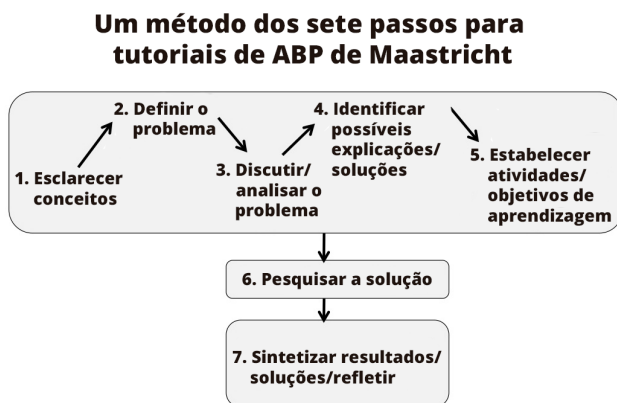 Um método dos sete passos para
tutoriais de ABP de Maastricht
1. Esclarecer
conceitos
2. Definir o
problema
3. Discutir/
analisar o
problema
4. Identificar
possíveis
explicações/
soluções
5. Estabelecer
atividades/
objetivos de
aprendizagem
6. Pesquisar a solução
7. Sintetizar resultados/
soluções/refletir